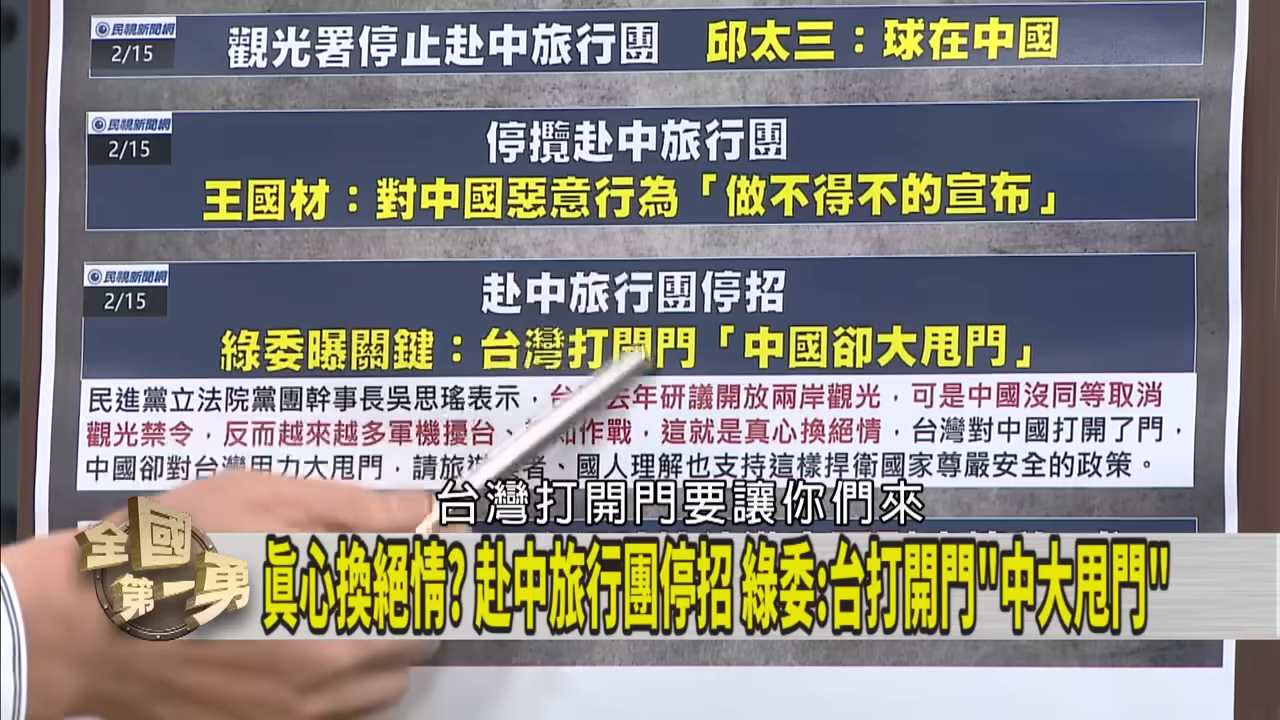 民視新聞網
2/15
觀光署停止赴中旅行團 邱太三：球在中國
民視新聞網
2/15
停攬赴中旅行團
王國材：對中國惡意行為「做不得不的宣布」
民視新聞網
2/15
赴中旅行團停招
綠委曝關鍵：台灣打開門「中國卻大甩門」
民進黨立法院黨團幹事長吳思瑤表示，台 去年研議開放兩岸觀光，可是中國沒同等取消
觀光禁令，反而越來越多軍機擾台、 知作戰，這就是真心換絕情，台灣對中國打開了門，
中國卻對台灣用力大甩門，請旅遊 者、國人理解也支持這樣捍衛國家尊嚴安全的政策。
台灣打開門要讓你們來
全國第一勇
真心換絕情? 赴中旅行團停招 綠委:台打開門"中大甩門"